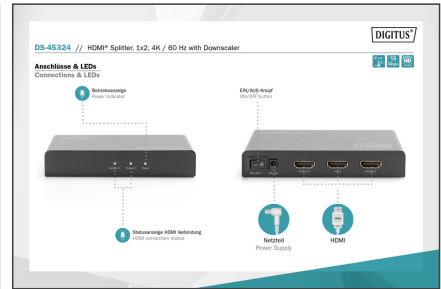 DIGITUS®
DS-45324 // HDMI® Splitter, 1x2, 4K / 60 Hz with Downscaler
Anschlüsse & LEDs
Connections & LEDs
Betriebsanzeige
Power Indicator
EIN/AUS Knopf
ON/OFF button
Statusanzeige HDMI Verbindung
HDMI connection status
Netzteil
Power Supply
HDMI